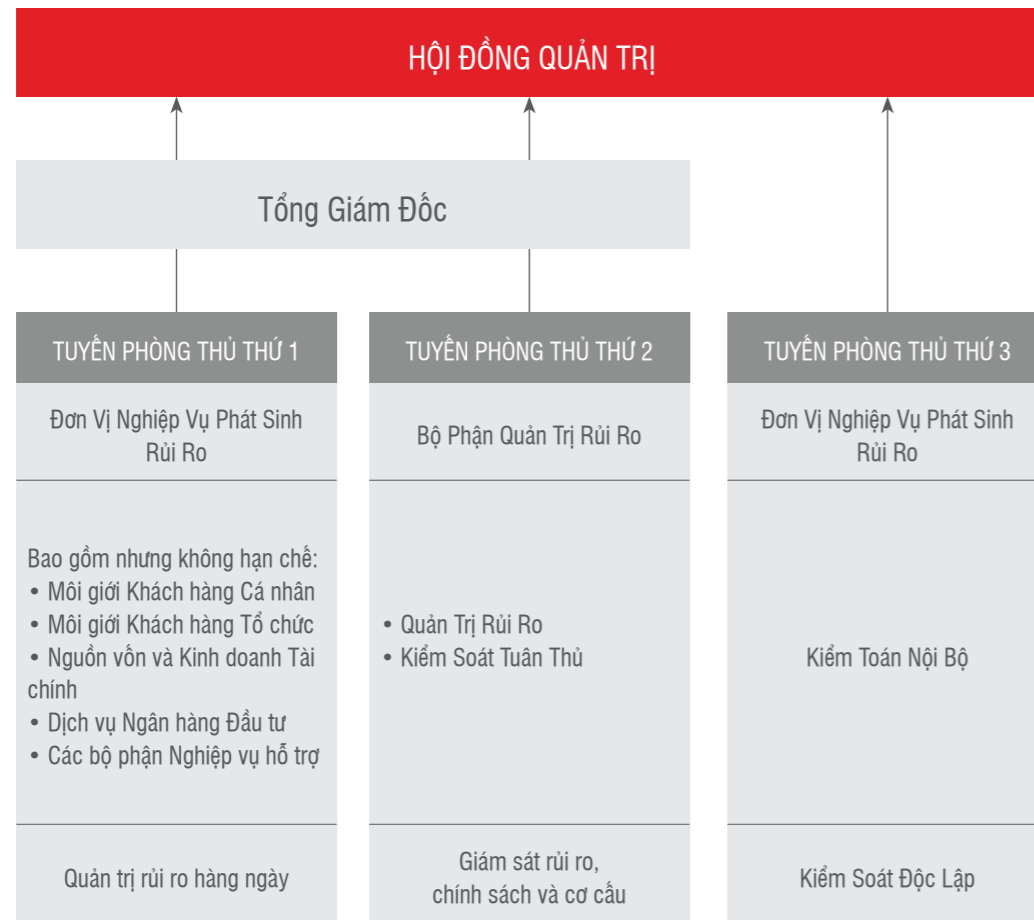 HỘI ĐỒNG QUẢN TRỊ
Tổng Giám Đốc
TUYẾN PHÒNG THỦ THỨ 1
Đơn Vị Nghiệp Vụ Phát Sinh
Rủi Ro
Bao gồm nhưng không hạn chế:
• Môi giới Khách hàng Cá nhân
• Môi giới Khách hàng Tổ chức
• Nguồn vốn và Kinh doanh Tài
chính
• Dịch vụ Ngân hàng Đầu tư
• Các bộ phận Nghiệp vụ hỗ trợ
Quản trị rủi ro hàng ngày
TUYẾN PHÒNG THỦ THỨ 2
Bộ Phận Quản Trị Rủi Ro
• Quản Trị Rủi Ro
• Kiểm Soát Tuân Thủ
Giám sát rủi ro,
chính sách và cơ cấu
TUYẾN PHÒNG THỦ THỨ 3
Đơn Vị Nghiệp Vụ Phát Sinh
Rủi Ro
Kiểm Toán Nội Bộ
Kiểm Soát Độc Lập